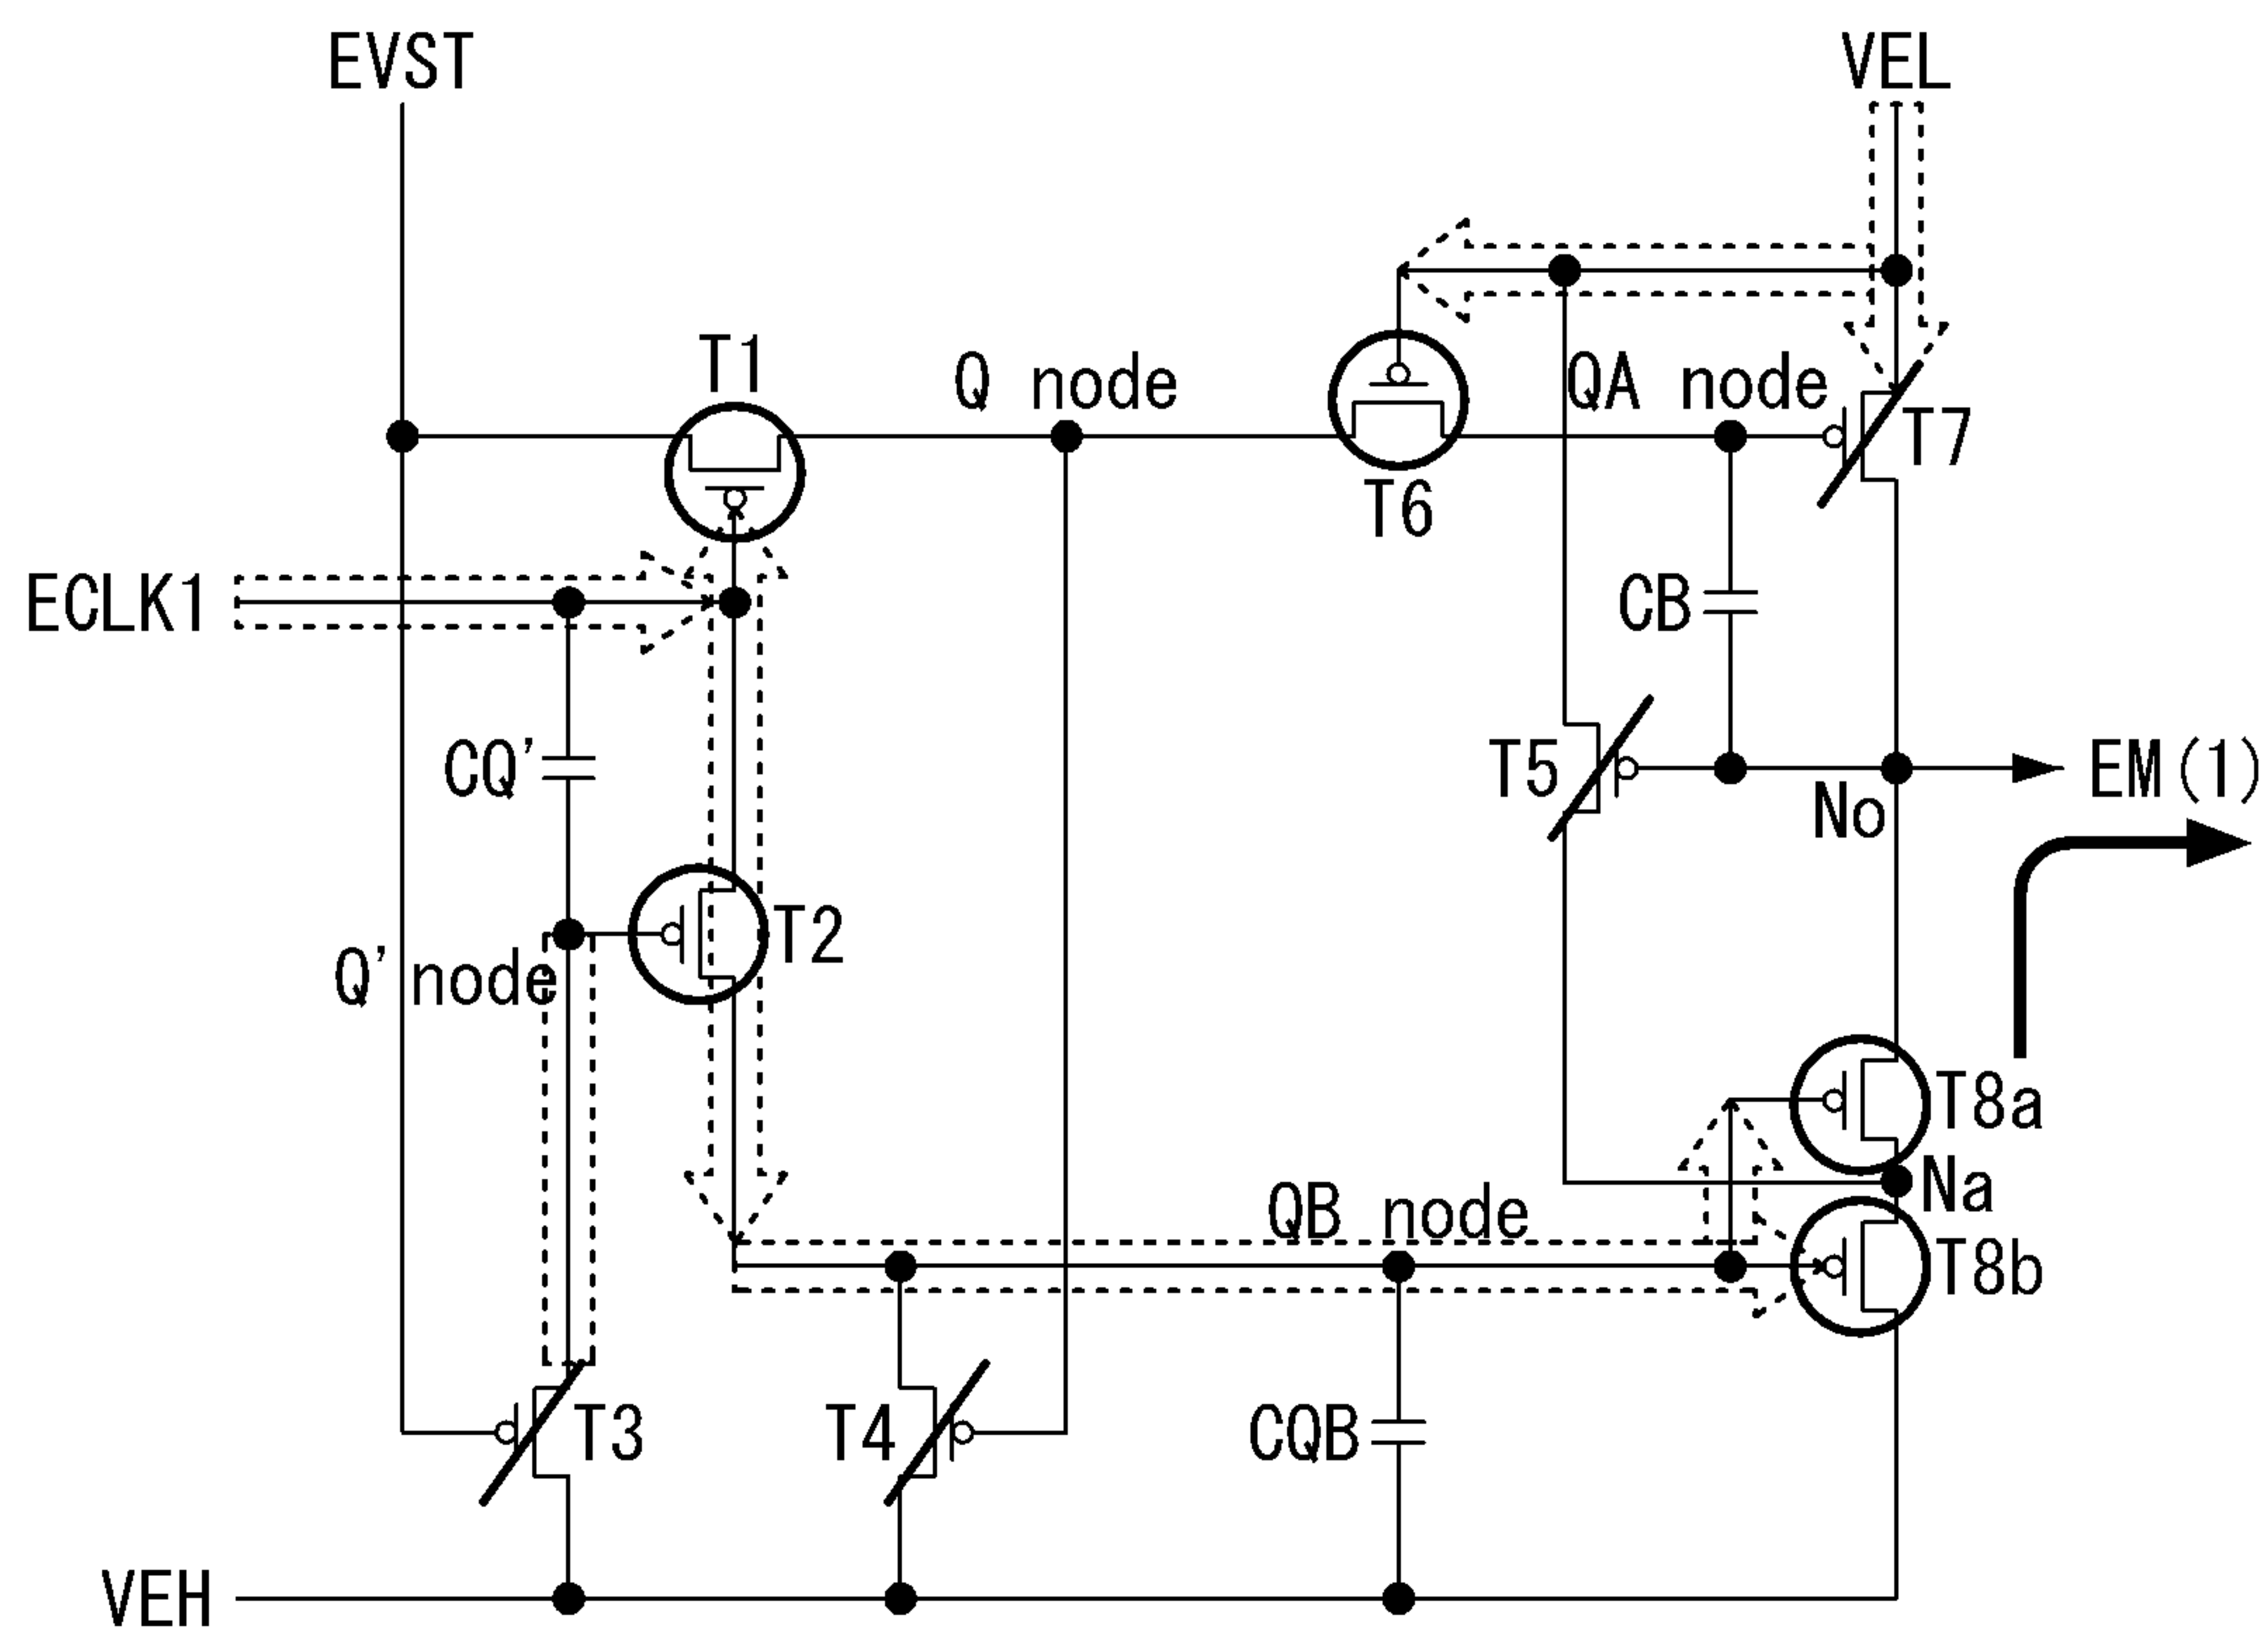 EVST
VEL
T1
Q node
QA node
T7
T6
ECLK1
CB
CQ'
T5
EM(1)
No
T2
Q' node
T8a
Na
QB node
T8b
T3
T4
CQB
VEH